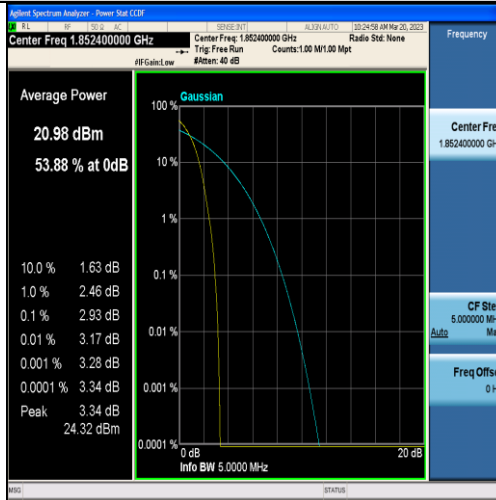 Agilent Spectrum Analyzer - Power Stat CCDF
RL RF 50 Ω AC SENSE:INT ALIGN AUTO 10:24:58 AM Mar 20, 2023
Center Freq 1.852400000 GHz
Center Freq: 1.852400000 GHz Radio Std: None
Trig: Free Run Counts:1.00 M/1.00 Mpt
#IFGain:Low #Atten: 40 dB
Frequency
Average Power
20.98 dBm
53.88 % at 0dB
10.0 % 1.63 dB
1.0 % 2.46 dB
0.1 % 2.93 dB
0.01 % 3.17 dB
0.001 % 3.28 dB
0.0001 % 3.34 dB
Peak 3.34 dB
24.32 dBm
Gaussian
100 %
10 %
1 %
0.1 %
0.01 %
0.001 %
0.0001 %
0 dB 20 dB
Info BW 5.0000 MHz
Center Fre
1.852400000 GH
CF Ste
5.000000 MH
Auto Ma
Freq Offse
0 H
MSG STATUS